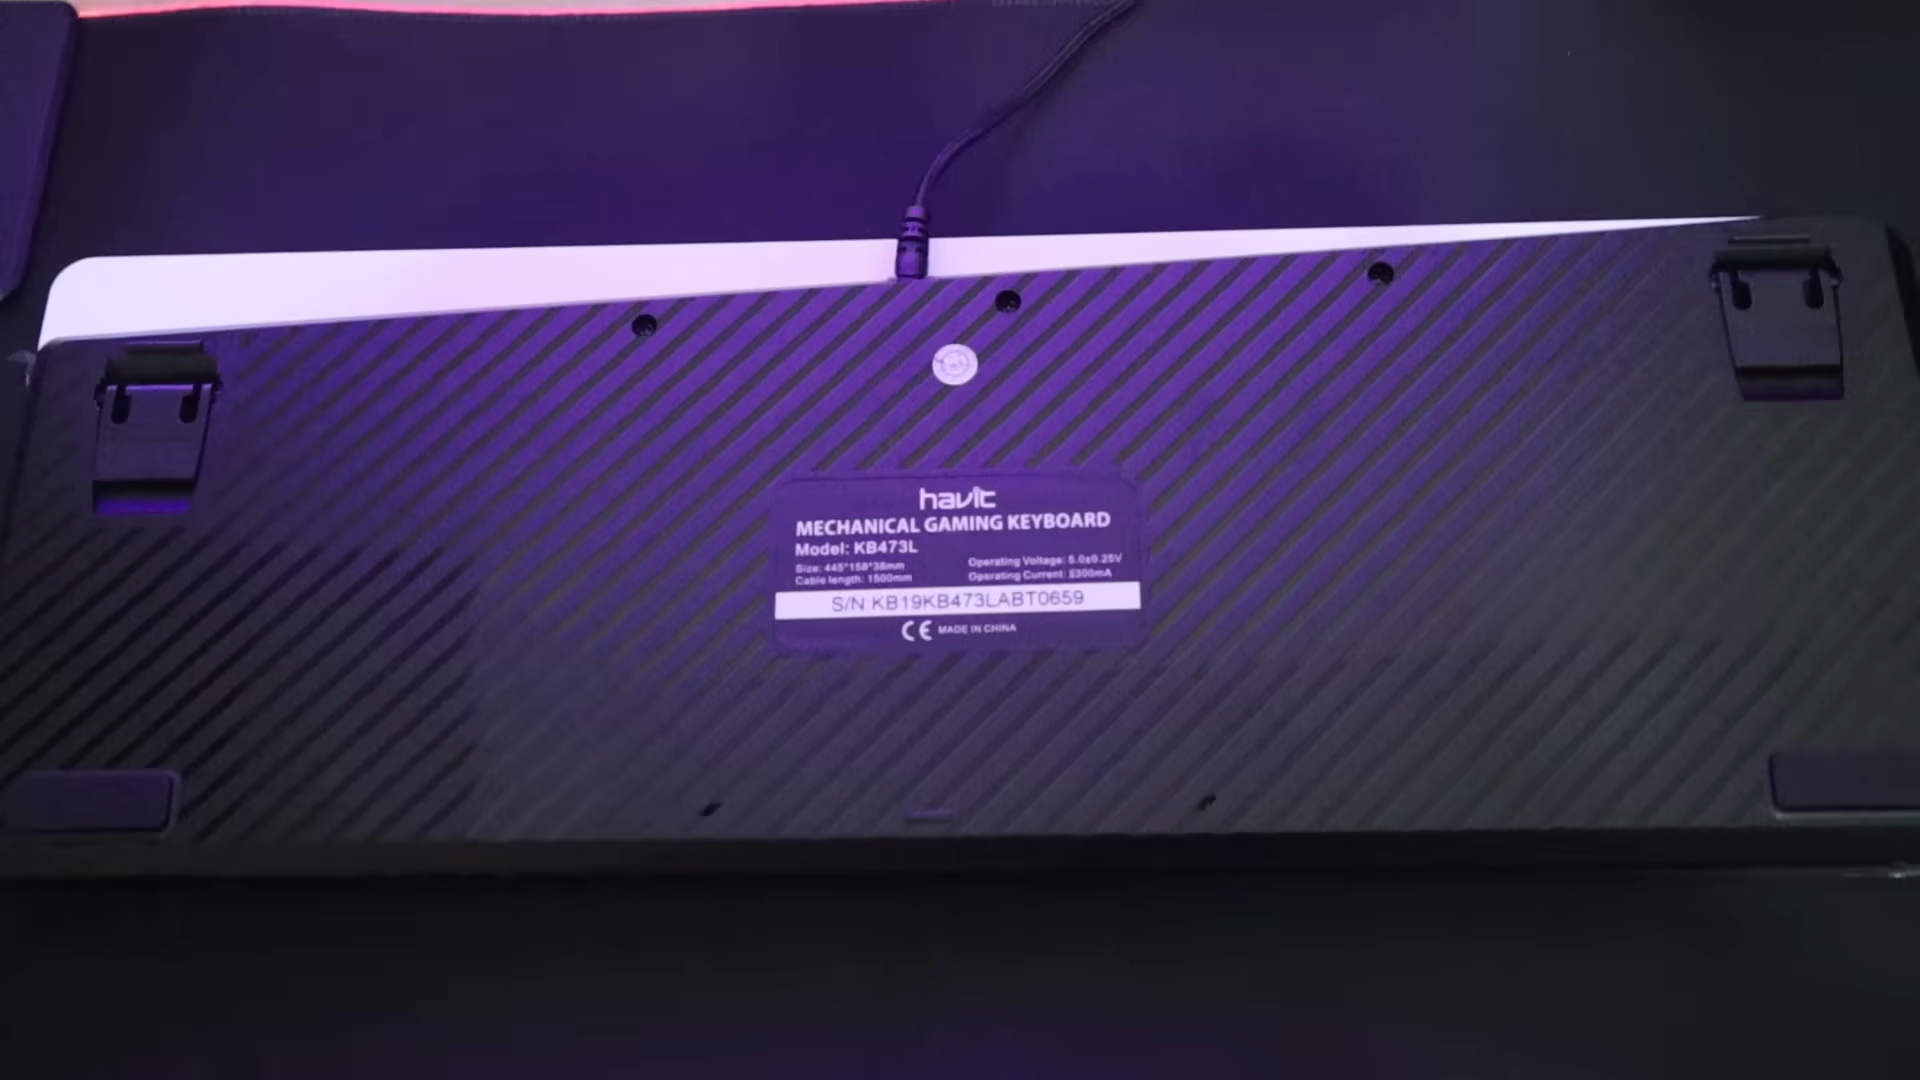 havit
MECHANICAL GAMING KEYBOARD
Model: KB473L
Size: 445*158*38mm
Cable length: 1500mm
Operating Voltage: 5.0±0.25V
Operating Current: ≤300mA
S/N:KB19KB473LABT0659
CE MADE IN CHINA